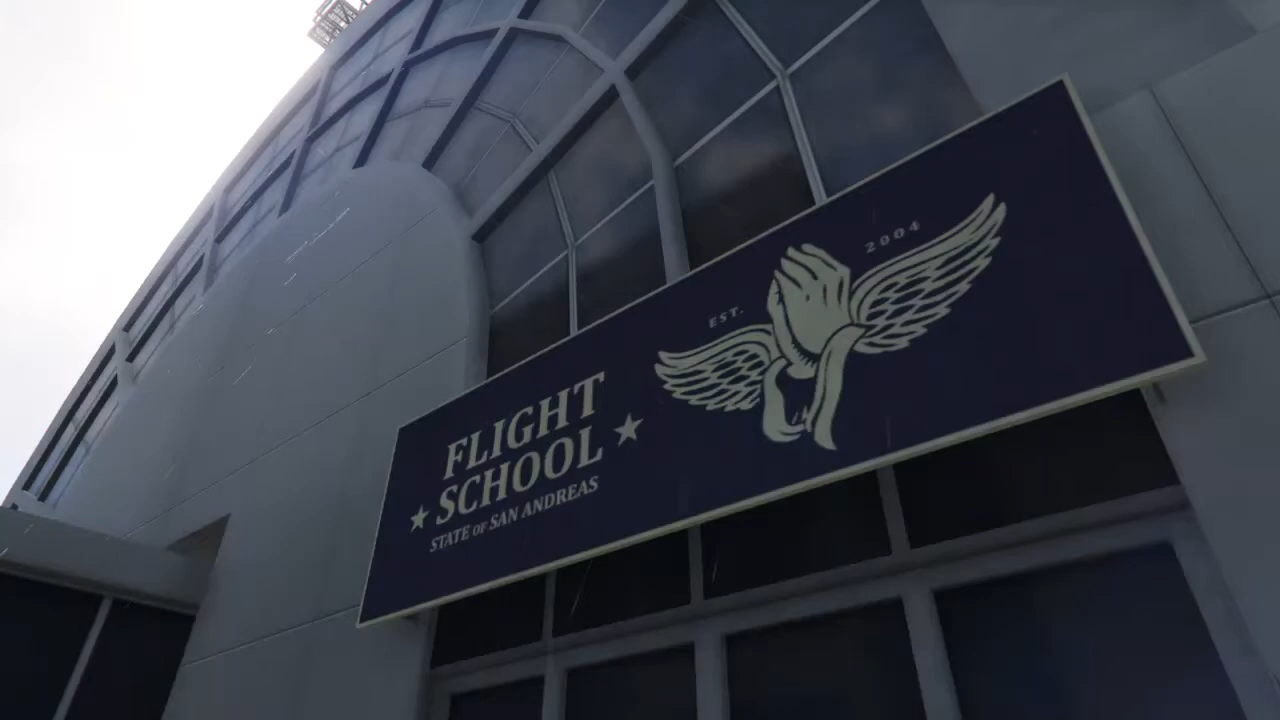 EST.
2004
FLIGHT
SCHOOL
STATE OF SAN ANDREAS